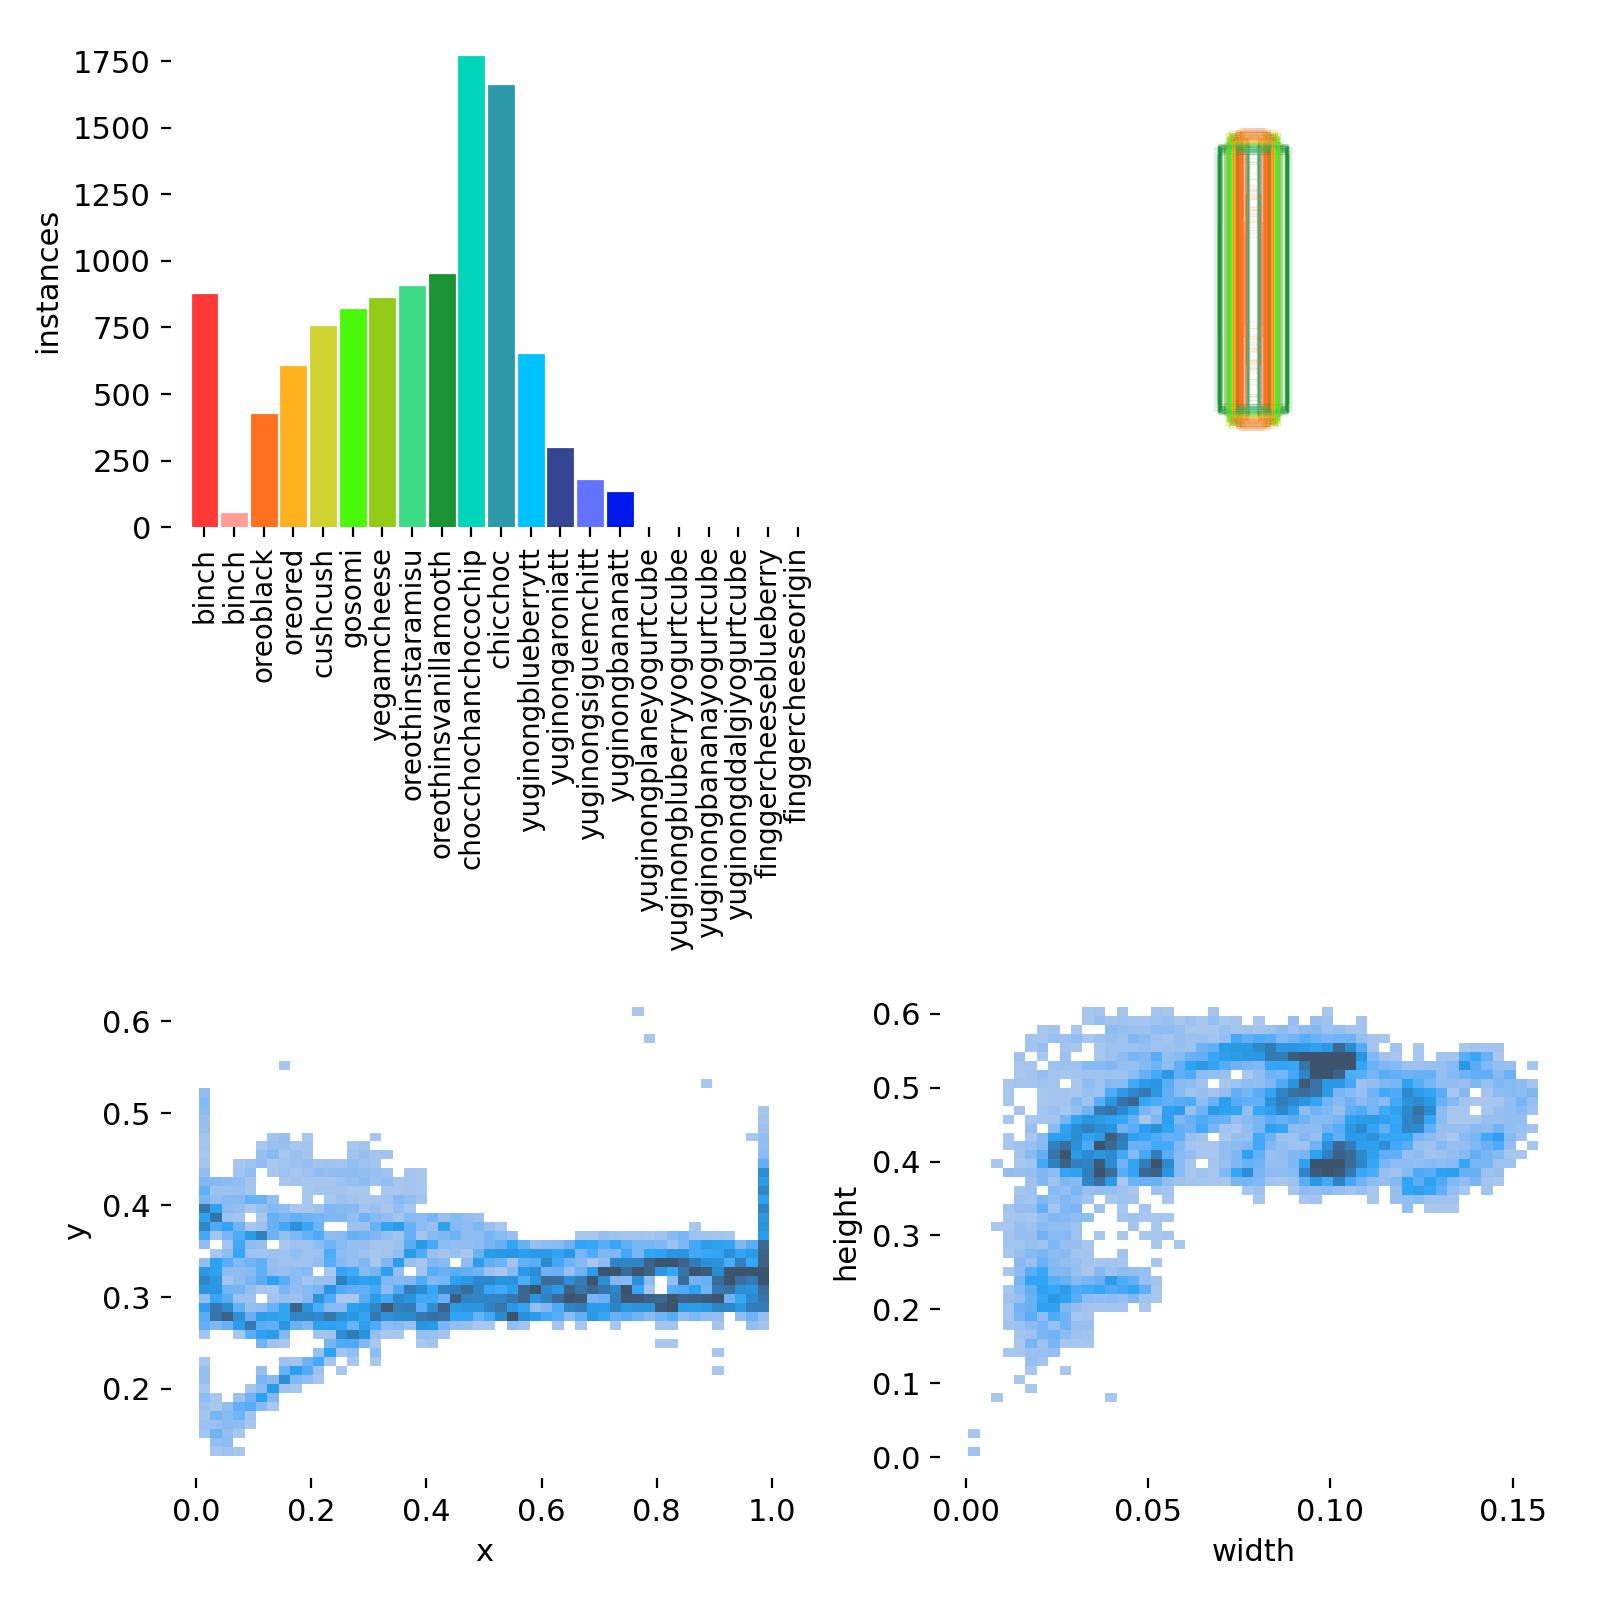 1750
1500
1250
1000
750
500
250
0
instances
binch
binch
oreoblack
oreored
cushcush
gosomi
yegamcheese
oreothinstaramisu
oreothinsvanillamooth
chocchochanchocochip
chicchoc
yuginongblueberrytt
yuginongaroniatt
yuginongsiguemchitt
yuginongbananatt
yuginongplaneyogurtcube
yuginongbluberryyogurtcube
yuginongbananayogurtcube
yuginongddalgiyogurtcube
finggercheeseblueberry
finggercheeseorigin
0.6
0.5
0.4
0.3
0.2
y
0.0 0.2 0.4 0.6 0.8 1.0
x
0.6
0.5
0.4
0.3
0.2
0.1
0.0
height
0.00 0.05 0.10 0.15
width